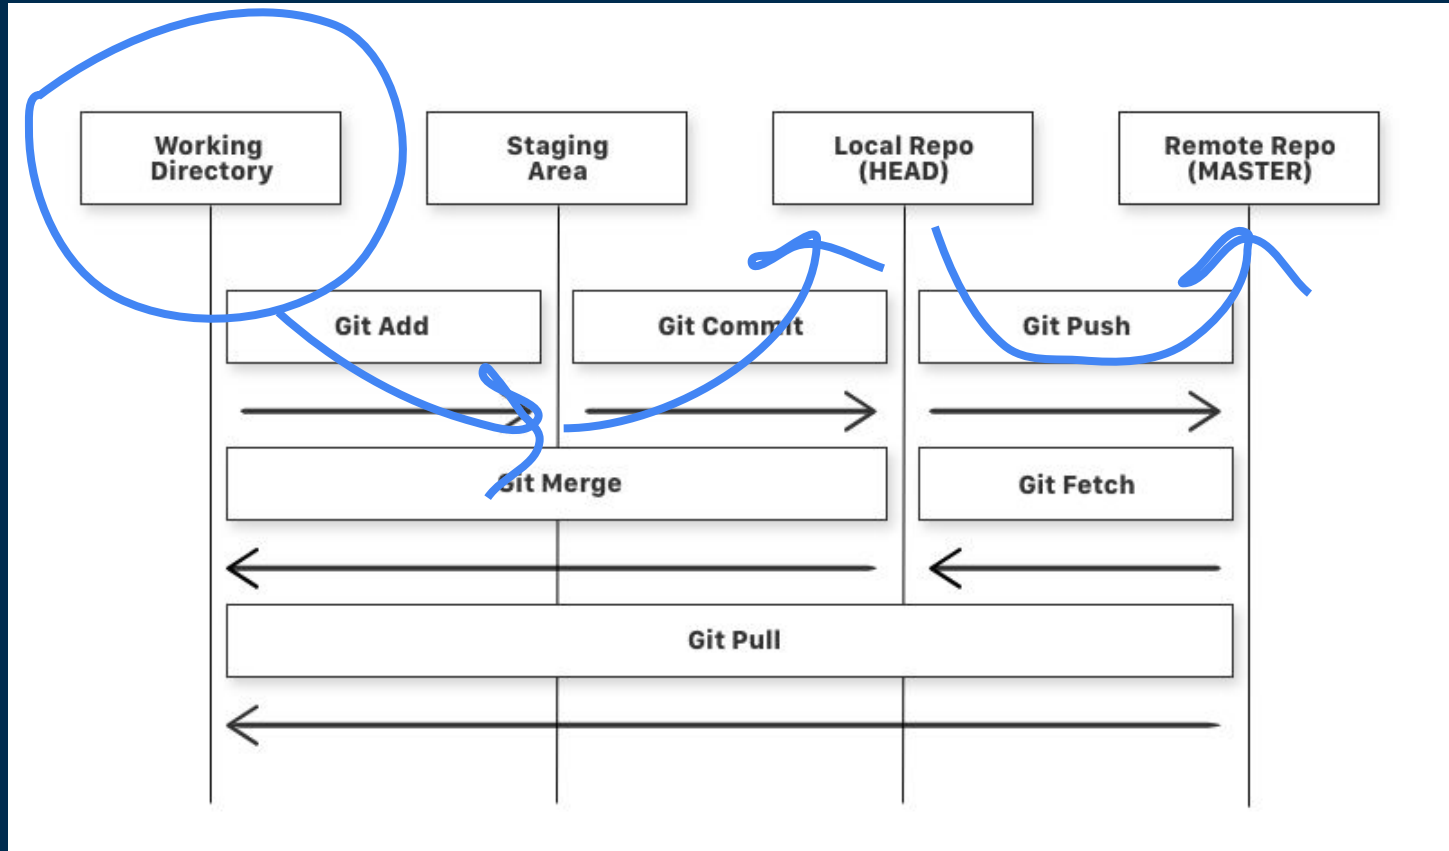 Working
Directory
Staging
Area
Local Repo
(HEAD)
Remote Repo
(MASTER)
Git Add
Git Commit
Git Push
Git Merge
Git Fetch
Git Pull